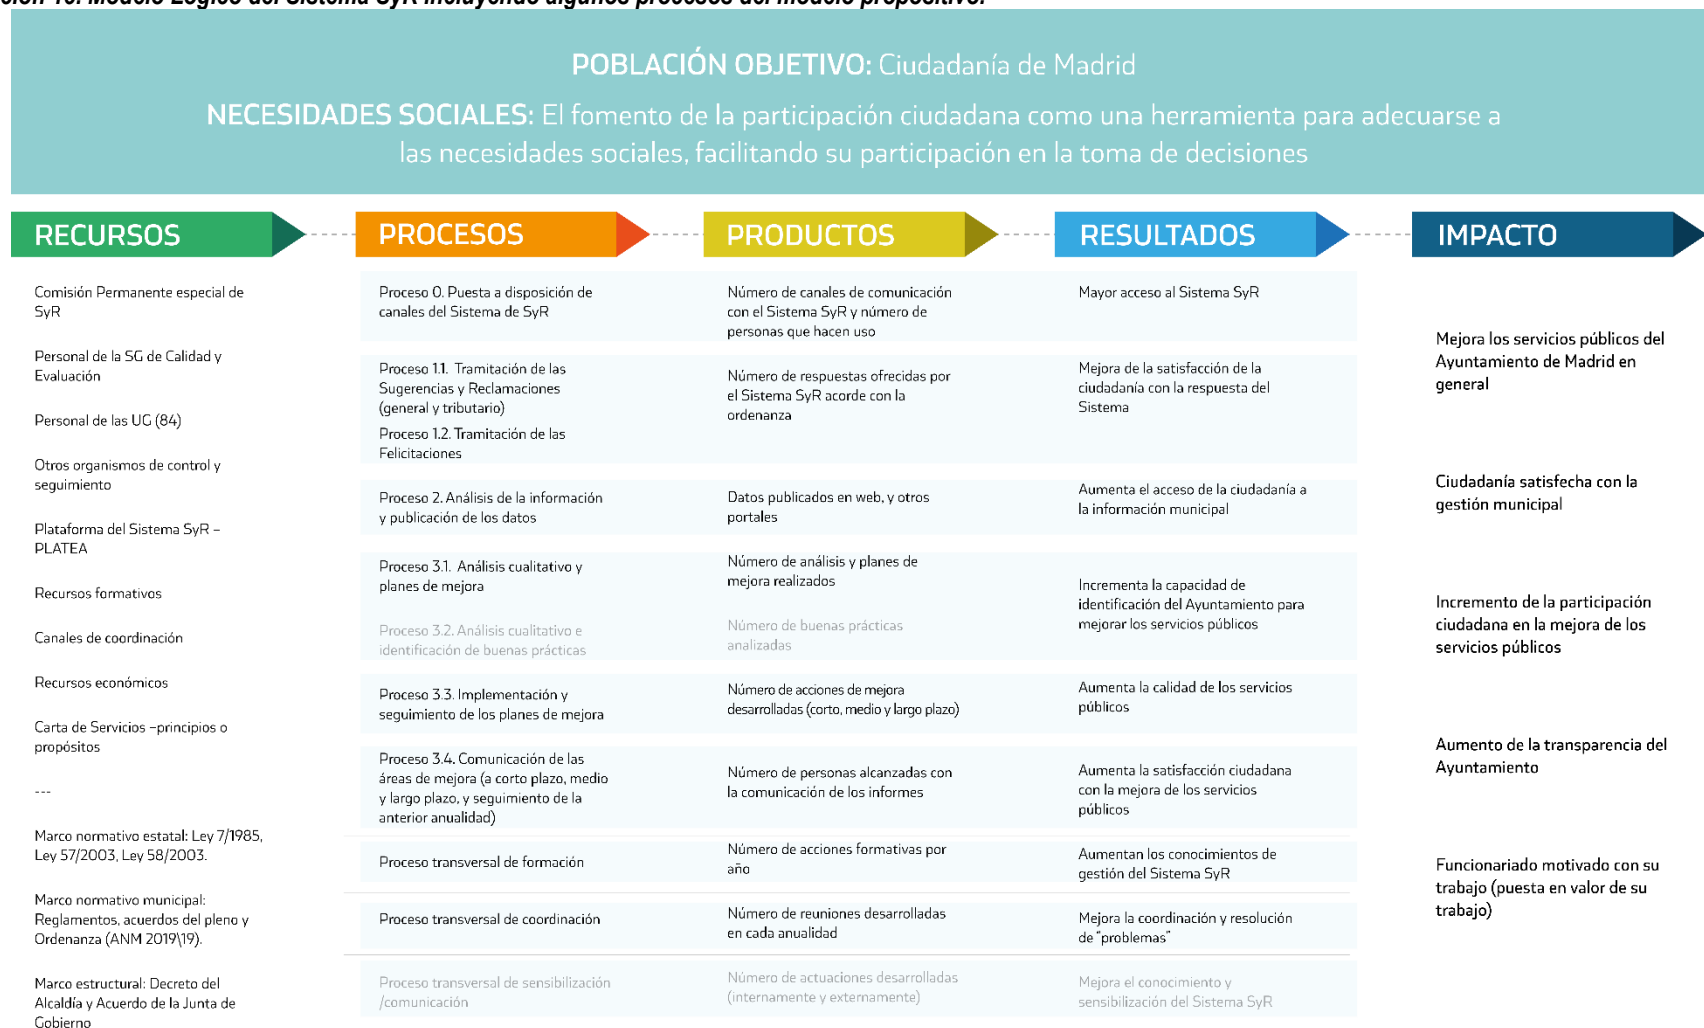 ción 10. Modelo Lógico del Sistema SyR incluyendo algunos procesos del modelo propositivo.
POBLACIÓN OBJETIVO: Ciudadanía de Madrid
NECESIDADES SOCIALES: El fomento de la participación ciudadana como una herramienta para adecuarse a
las necesidades sociales, facilitando su participación en la toma de decisiones
RECURSOS
Comisión Permanente especial de
SyR
Personal de la SG de Calidad y
Evaluación
Personal de las UG (84)
Otros organismos de control y
seguimiento
Plataforma del Sistema SyR –
PLATEA
Recursos formativos
Canales de coordinación
Recursos económicos
Carta de Servicios –principios o
propósitos
---
Marco normativo estatal: Ley 7/1985,
Ley 57/2003, Ley 58/2003.
Marco normativo municipal:
Reglamentos, acuerdos del pleno y
Ordenanza (ANM 2019\19).
Marco estructural: Decreto del
Alcaldía y Acuerdo de la Junta de
Gobierno
PROCESOS
Proceso 0. Puesta a disposición de
canales del Sistema de SyR
Proceso 1.1. Tramitación de las
Sugerencias y Reclamaciones
(general y tributario)
Proceso 1.2. Tramitación de las
Felicitaciones
Proceso 2. Análisis de la información
y publicación de los datos
Proceso 3.1. Análisis cualitativo y
planes de mejora
Proceso 3.2. Análisis cualitativo e
identificación de buenas prácticas
Proceso 3.3. Implementación y
seguimiento de los planes de mejora
Proceso 3.4. Comunicación de las
áreas de mejora (a corto plazo, medio
y largo plazo, y seguimiento de la
anterior anualidad)
Proceso transversal de formación
Proceso transversal de coordinación
Proceso transversal de sensibilización
/comunicación
PRODUCTOS
Número de canales de comunicación
con el Sistema SyR y número de
personas que hacen uso
Número de respuestas ofrecidas por
el Sistema SyR acorde con la
ordenanza
Datos publicados en web, y otros
portales
Número de análisis y planes de
mejora realizados
Número de buenas prácticas
analizadas
Número de acciones de mejora
desarrolladas (corto, medio y largo plazo)
Número de personas alcanzadas con
la comunicación de los informes
Número de acciones formativas por
año
Número de reuniones desarrolladas
en cada anualidad
Número de actuaciones desarrolladas
(internamente y externamente)
RESULTADOS
Mayor acceso al Sistema SyR
Mejora de la satisfacción de la
ciudadanía con la respuesta del
Sistema
Aumenta el acceso de la ciudadanía a
la información municipal
Incrementa la capacidad de
identificación del Ayuntamiento para
mejorar los servicios públicos
Aumenta la calidad de los servicios
públicos
Aumenta la satisfacción ciudadana
con la mejora de los servicios
públicos
Aumentan los conocimientos de
gestión del Sistema SyR
Mejora la coordinación y resolución
de “problemas”
Mejora el conocimiento y
sensibilización del Sistema SyR
IMPACTO
Mejora los servicios públicos del
Ayuntamiento de Madrid en
general
Ciudadanía satisfecha con la
gestión municipal
Incremento de la participación
ciudadana en la mejora de los
servicios públicos
Aumento de la transparencia del
Ayuntamiento
Funcionariado motivado con su
trabajo (puesta en valor de su
trabajo)